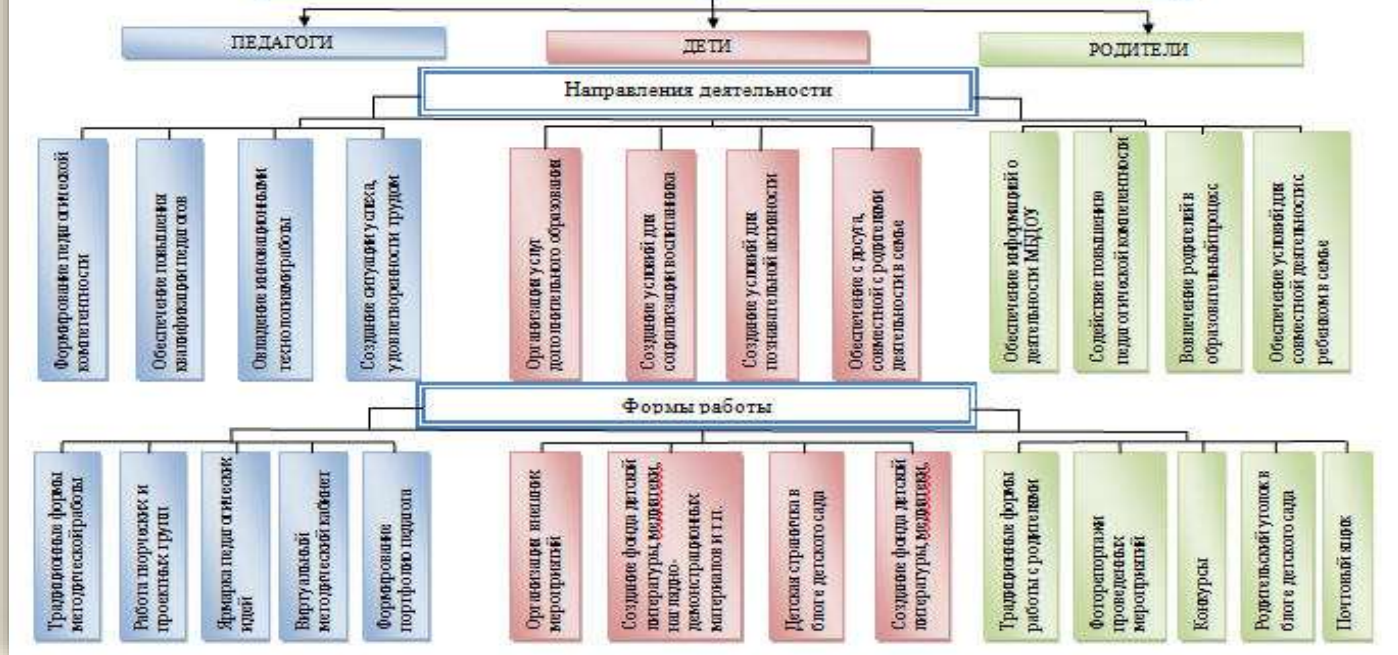 ПЕДАГОГИ
ДЕТИ
РОДИТЕЛИ
Направления деятельности
Формирование педагогической
компетентности
Обеспечение повышения
квалификации педагогов
Овладение инновационными
технологиями работы
Создание ситуации успеха,
удовлетворенности трудом
Организация услуг
дополнительного образования
Создание условий для
социализации воспитанника
Создание условий для
познавательной активности
Обеспечение с досуга,
совместной с родителями
деятельности в семье
Обеспечение информацией о
деятельности МБДОУ
Содействие повышению
педагогической компетентности
Вовлечение родителей в
образовательный процесс
Обеспечение условий для
совместной деятельности с
ребенком в семье
Формы работы
Традиционные формы
методической работы
Работа творческих и
проектных групп
Ярмарка педагогических
идей
Виртуальный
методический кабинет
Формирование
портфолио педагога
Организация внешних
мероприятий
Создание фонда детской
литературы, медиатеки,
наглядно-
демонстрационных
материалов и т.п.
Детская страничка в
блоге детского сада
Создание фонда детской
литературы, медиатеки,
Традиционные формы
работы с родителями
Фоторепортажи
проведенных
мероприятий
Конкурсы
Родительский уголок в
блоге детского сада
Почтовый ящик